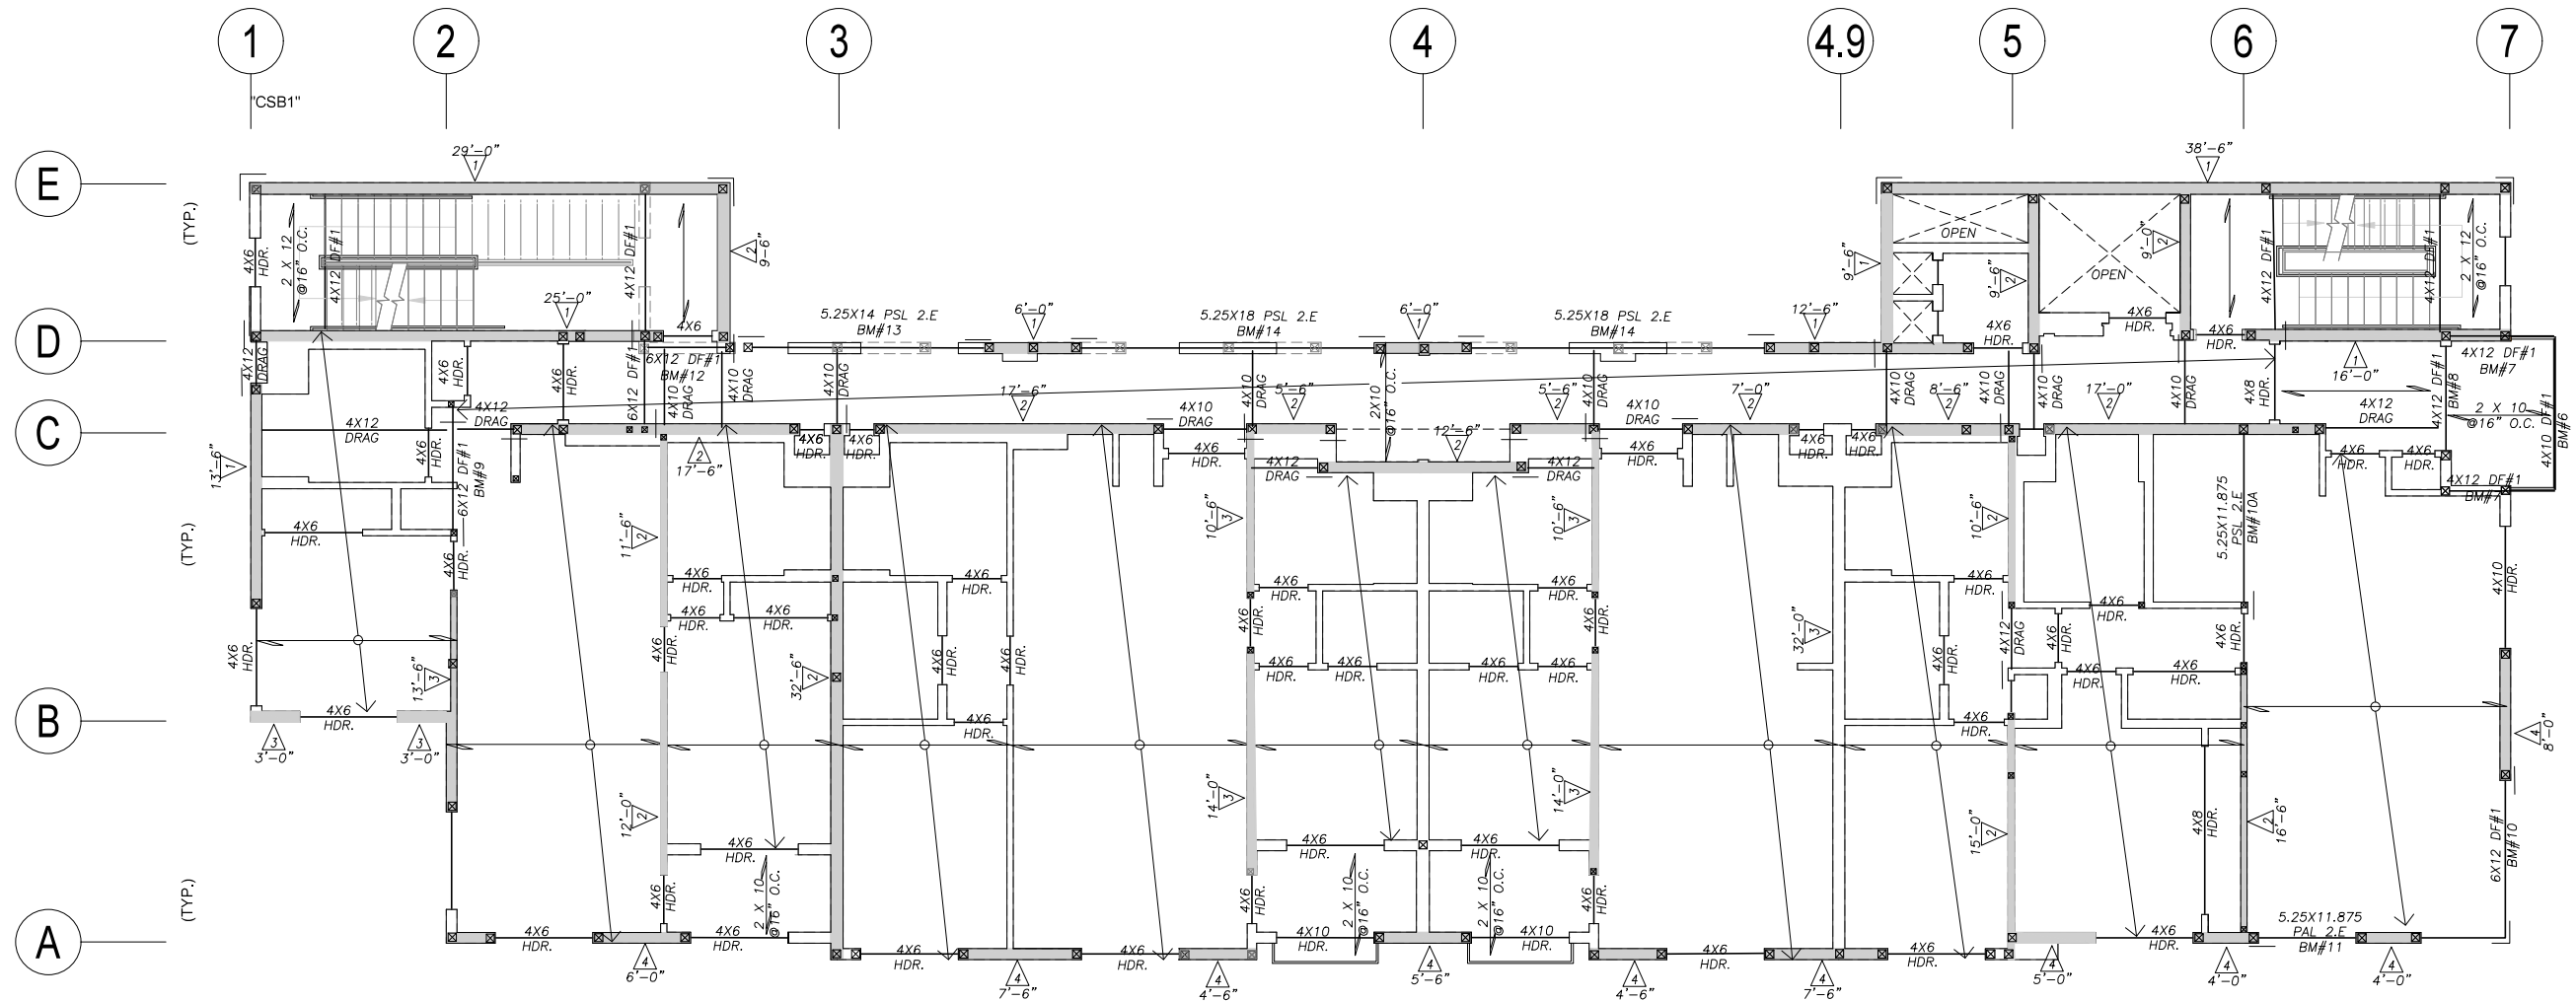 1 2 3 4 4.9 5 6 7
"CSB1"
E
D
C
B
A
(TYP.)
(TYP.)
(TYP.)
29'-0"
1
38'-6"
1
4X6
HDR.
2 X 12
@16" O.C.
4X12 DF#1
4X12 DF#1
2
9'-6"
25'-0"
1
4X6
5.25X14 PSL 2.E
BM#13
6'-0"
1
5.25X18 PSL 2.E
BM#14
6'-0"
1
5.25X18 PSL 2.E
BM#14
12'-6"
1
9'-6"
1
OPEN
9'-6"
2
OPEN
9'-0"
2
4X12 DF#1
4X12 DF#1
2 X 12
@16" O.C.
4X6
HDR.
4X6
HDR.
4X6
HDR.
4X12
DRAG
4X6
HDR.
4X6
HDR.
6X12 DF#1
BM#12
6X12 DF#1
4X10
DRAG
4X10
DRAG
4X10
DRAG
17'-6"
2
4X10
DRAG
5'-6"
2
2X10
@16" O.C.
5'-6"
2
4X10
DRAG
7'-0"
2
4X10
DRAG
8'-6"
2
4X10
DRAG
4X10
DRAG
17'-0"
2
4X10
DRAG
4X8
HDR.
1
16'-0"
4X12 DF#1
BM#8
4X12 DF#1
BM#7
2 X 10
@16" O.C.
4X10 DF#1
BM#6
4X12
DRAG
4X12
DRAG
4X12
DRAG
4X6
HDR.
6X12 DF#1
BM#9
2
17'-6"
4X6
HDR.
4X6
HDR.
4X10
DRAG
4X6
HDR.
4X12
DRAG
12'-6"
2
4X12
DRAG
4X10
DRAG
4X6
HDR.
4X6
HDR.
4X6
HDR.
4X6
HDR.
4X6
HDR.
4X12 DF#1
BM#7
13'-6"
1
4X6
HDR.
4X6
HDR.
11'-6"
2
10'-6"
3
10'-6"
3
10'-6"
2
5.25X11.875
PSL 2.E
BM#10A
4X10
HDR.
4X6
HDR.
4X6
HDR.
4X6
HDR.
4X6
HDR.
4X6
HDR.
4X6
HDR.
4X6
HDR.
4X6
HDR.
4X6
HDR.
4X6
HDR.
13'-6"
3
4X6
HDR.
32'-6"
2
4X6
HDR.
4X6
HDR.
4X6
HDR.
4X6
HDR.
4X6
HDR.
4X6
HDR.
4X6
HDR.
4X6
HDR.
32'-0"
3
4X6
HDR.
4X12
DRAG
4X6
HDR.
4X6
HDR.
4X6
HDR.
4X6
HDR.
4X6
HDR.
3
3'-0"
3
3'-0"
4X6
HDR.
4X6
HDR.
4
8'-0"
12'-0"
2
14'-0"
3
14'-0"
3
15'-0"
2
4X8
HDR.
2
16'-6"
6X12 DF#1
BM#10
4X6
HDR.
4X6
HDR.
4X6
HDR.
4X6
HDR.
2 X 10
@16" O.C.
4X6
HDR.
2 X 10
@16" O.C.
2 X 10
@16" O.C.
4X6
HDR.
4X6
HDR.
4X6
HDR.
4X6
HDR.
4X6
HDR.
4X10
HDR.
4X10
HDR.
4X6
HDR.
4X6
HDR.
4X6
HDR.
5.25X11.875
PAL 2.E
BM#11
4
6'-0"
4
7'-6"
4
4'-6"
4
5'-6"
4
4'-6"
4
7'-6"
4
5'-0"
4
4'-0"
4
4'-0"